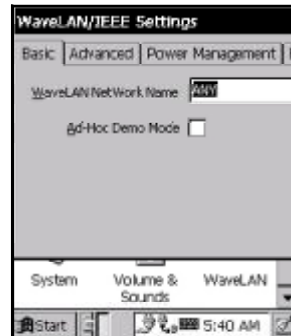 WaveLAN/IEEE Settings
Basic Advanced Power Management
WaveLAN NetWork Name ANY
Ad-Hoc Demo Mode
System Volume & Sounds WaveLAN
Start 5:40 AM